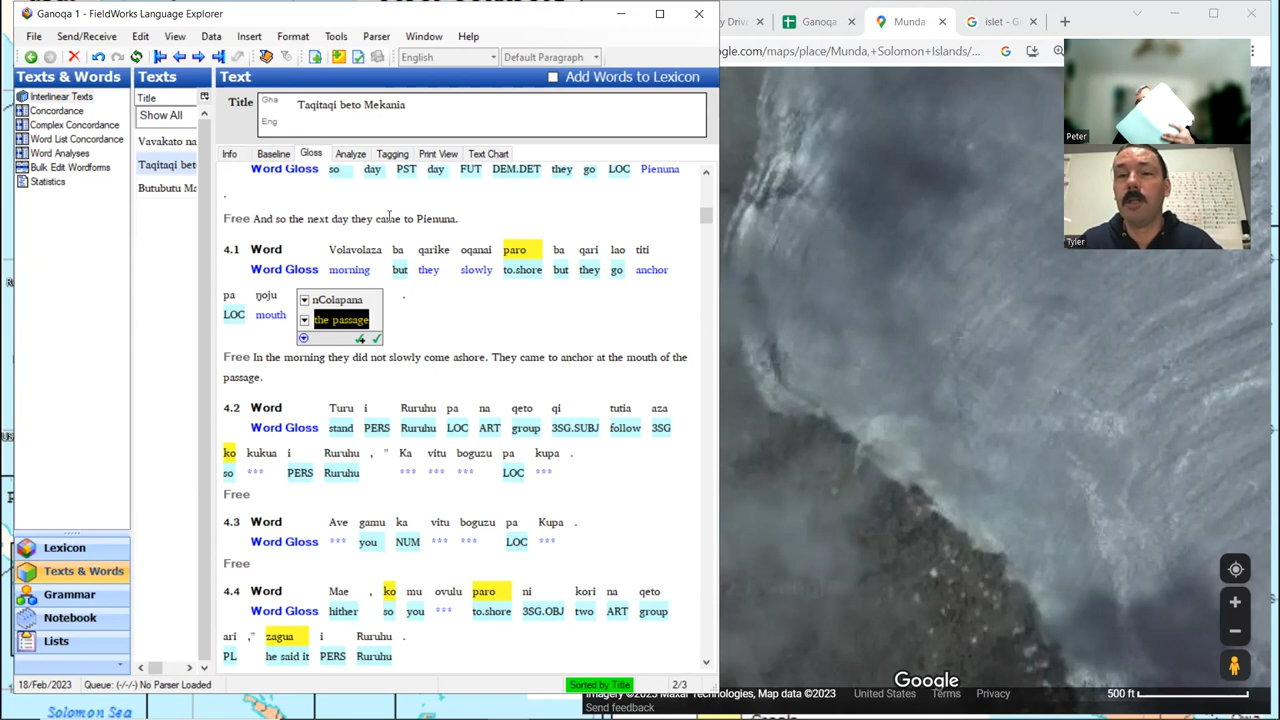 Ganoqa 1 - FieldWorks Language Explorer
File Send/Receive Edit View Data Insert Format Tools Parser Window Help
English Default Paragraph
Texts & Words
Interlinear Texts
Concordance
Complex Concordance
Word List Concordance
Word Analyses
Bulk Edit Wordforms
Statistics
Lexicon
Texts & Words
Grammar
Notebook
Lists
Texts
Title
Show All
Vavakato na
Taqitaqi beto
Butubutu Ma
Text Add Words to Lexicon
Title Gha Taqitaqi beto Mekania
Eng
Info Baseline Gloss Analyze Tagging Print View Text Chart
Word Gloss so day PST day FUT DEM.DET they go LOC Pienuna
.
Free And so the next day they came to Pienuna.
4.1 Word Volavolaza ba qarike oqanai paro ba qari lao titi
Word Gloss morning but they slowly to.shore but they go anchor
pa ŋoju nColapana .
LOC mouth the passage
Free In the morning they did not slowly come ashore. They came to anchor at the mouth of the
passage.
4.2 Word Turu i Ruruhu pa na qeto qi tutia aza
Word Gloss stand PERS Ruruhu LOC ART group 3SG.SUBJ follow 3SG
ko kukua i Ruruhu , " Ka vitu boguzu pa kupa .
so *** PERS Ruruhu *** *** *** LOC ***
Free
4.3 Word Ave gamu ka vitu boguzu pa Kupa .
Word Gloss *** you NUM *** *** LOC ***
Free
4.4 Word Mae , ko mu ovulu paro ni kori na qeto
Word Gloss hither so you *** to.shore 3SG.OBJ two ART group
ari ," zagua i Ruruhu .
PL he said it PERS Ruruhu
18/Feb/2023 Queue: (-/-/-) No Parser Loaded Sorted by Title 2/3
Solomon Sea
y Drive Ganoqa Munda islet - G
gle.com/maps/place/Munda,+Solomon+Islands/
Peter
Tyler
Google
Imagery ©2023 Maxar Technologies, Map data ©2023 United States Terms Privacy 500 ft
Send feedback